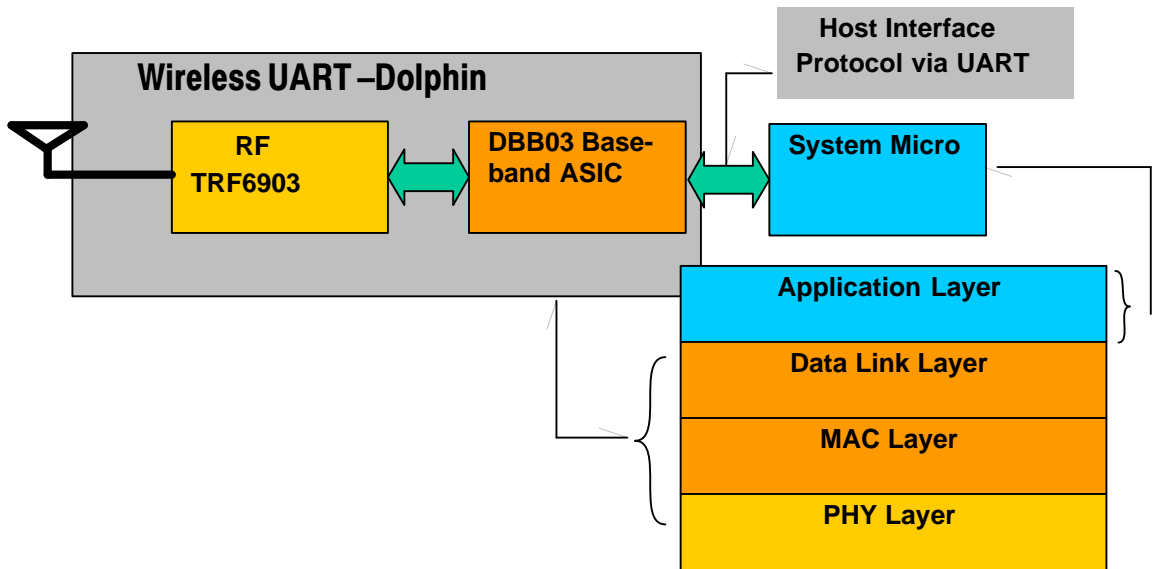 Host Interface
Protocol via UART
Wireless UART –Dolphin
RF
TRF6903
DBB03 Base-
band ASIC
System Micro
Application Layer
Data Link Layer
MAC Layer
PHY Layer